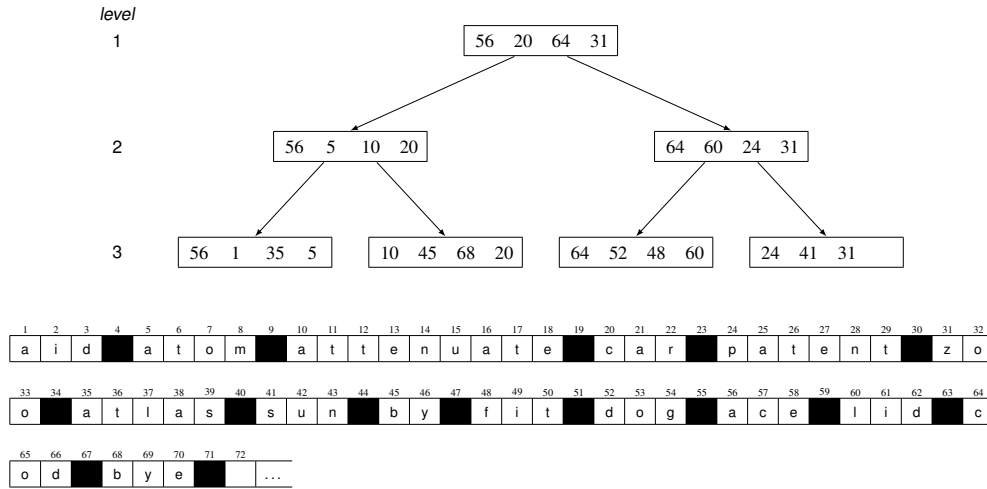 level
1 56 20 64 31
2 56 5 10 20 64 60 24 31
3 56 1 35 5 10 45 68 20 64 52 48 60 24 41 31
1 2 3 4 5 6 7 8 9 10 11 12 13 14 15 16 17 18 19 20 21 22 23 24 25 26 27 28 29 30 31 32
a i d a t o m a t t e n u a t e c a r p a t e n t z o
33 34 35 36 37 38 39 40 41 42 43 44 45 46 47 48 49 50 51 52 53 54 55 56 57 58 59 60 61 62 63 64
o a t l a s s u n b y f i t d o g a c e l i d c
65 66 67 68 69 70 71 72
o d b y e ...